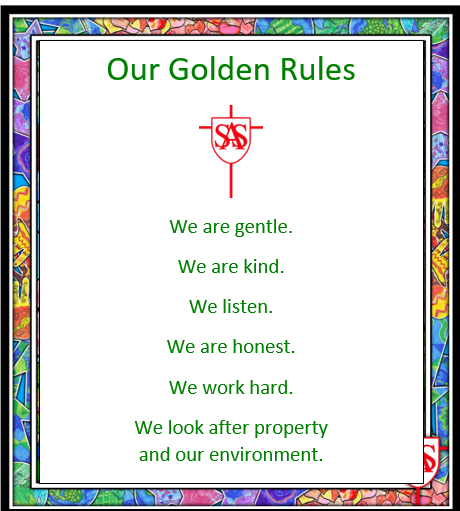 Our Golden Rules
SAS
We are gentle.
We are kind.
We listen.
We are honest.
We work hard.
We look after property
and our environment.